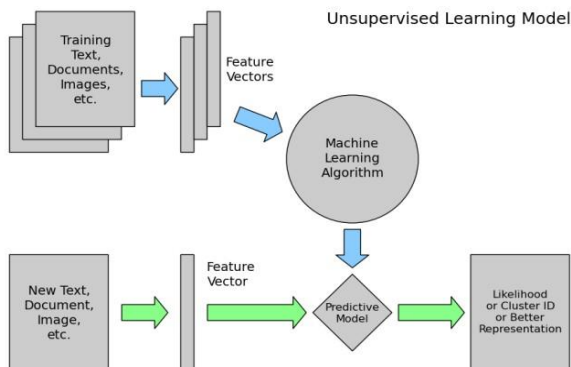 Unsupervised Learning Model
Training
Text,
Documents,
Images,
etc.
Feature
Vectors
Machine
Learning
Algorithm
New Text,
Document,
Image,
etc.
Feature
Vector
Predictive
Model
Likelihood
or Cluster ID
or Better
Representation